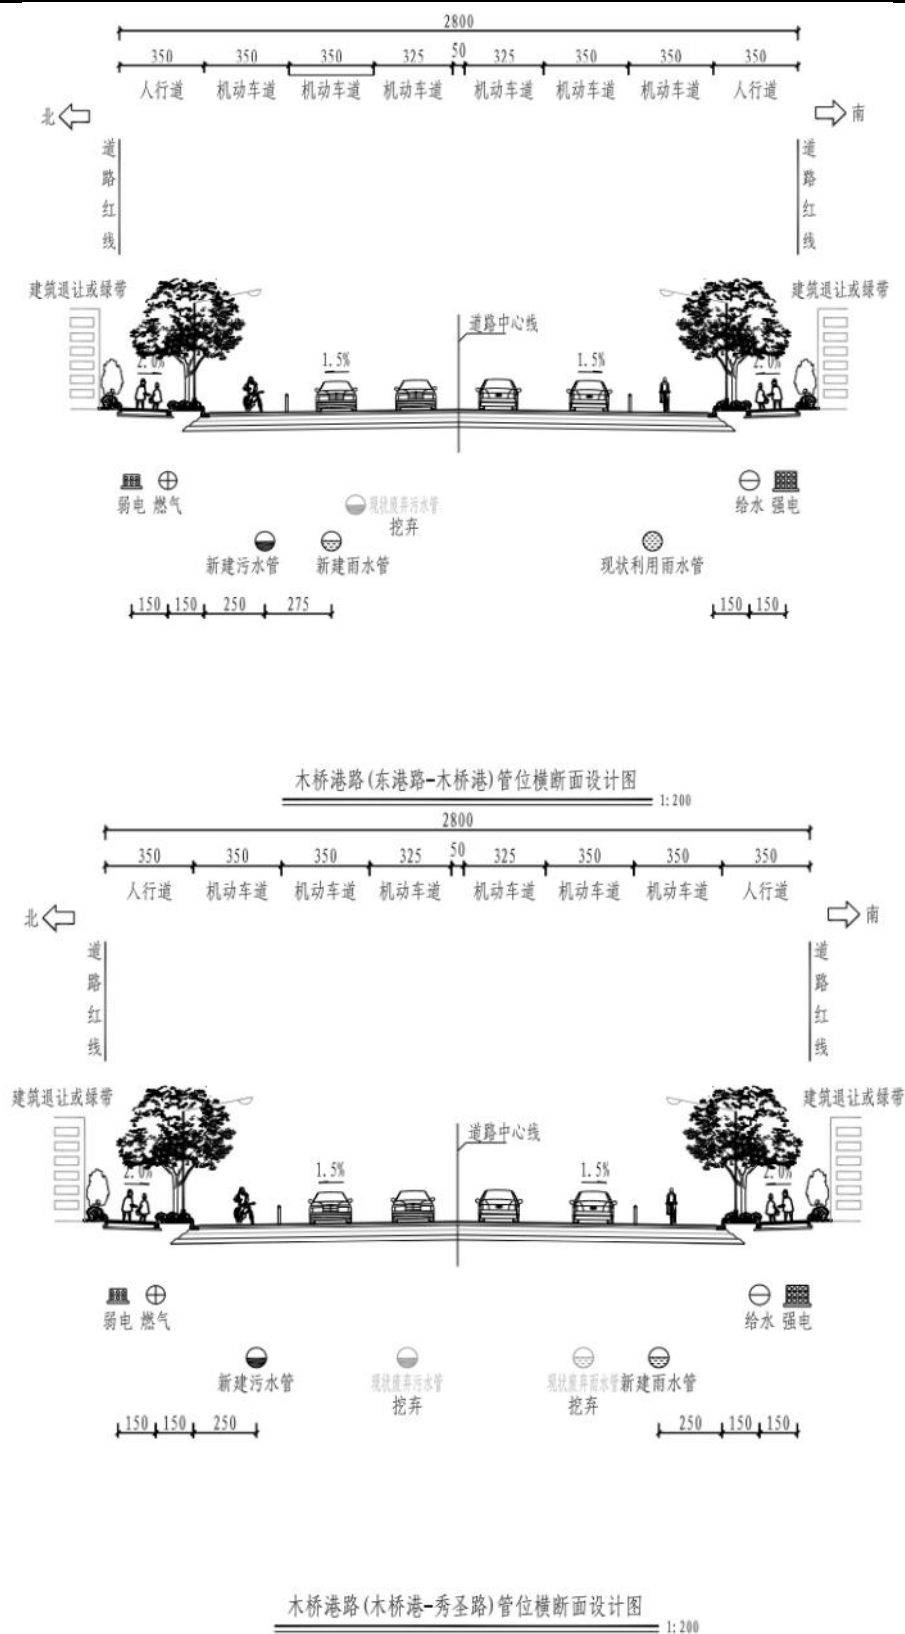 2800
350 350 350 325 50 325 350 350 350
人行道 机动车道 机动车道 机动车道 机动车道 机动车道 机动车道 人行道
北 南
道路红线 道路红线
建筑退让或绿带 建筑退让或绿带
道路中心线
2.0% 1.5% 1.5% 2.0%
弱电 燃气 现状废弃污水管 给水 强电
挖弃
新建污水管 新建雨水管 现状利用雨水管
150 150 250 275 150 150
木桥港路(东港路-木桥港)管位横断面设计图
1:200
2800
350 350 350 325 50 325 350 350 350
人行道 机动车道 机动车道 机动车道 机动车道 机动车道 机动车道 人行道
北 南
道路红线 道路红线
建筑退让或绿带 建筑退让或绿带
道路中心线
2.0% 1.5% 1.5% 2.0%
弱电 燃气 给水 强电
新建污水管 现状废弃污水管 现状废弃雨水管 新建雨水管
挖弃 挖弃
150 150 250 250 150 150
木桥港路(木桥港-秀圣路)管位横断面设计图
1:200